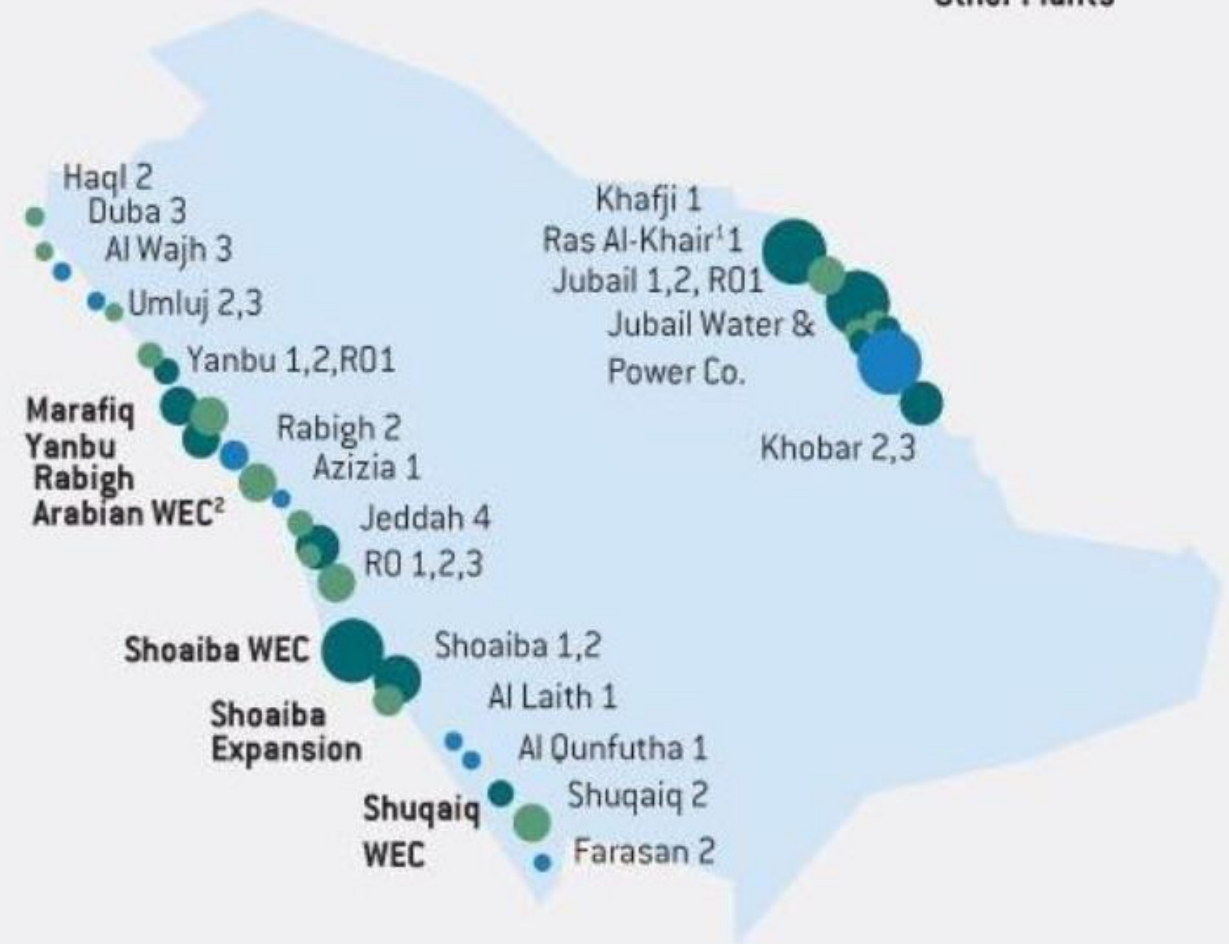 Other Plants
Haql 2
Duba 3
Al Wajh 3
Umluj 2,3
Yanbu 1,2,RO1
Marafiq
Yanbu
Rabigh
Arabian WEC²
Rabigh 2
Azizia 1
Jeddah 4
RO 1,2,3
Shoaiba WEC
Shoaiba 1,2
Al Laith 1
Shoaiba
Expansion
Al Qunfutha 1
Shuqaiq 2
Shuqaiq
WEC
Farasan 2
Khafji 1
Ras Al-Khair¹1
Jubail 1,2, RO1
Jubail Water &
Power Co.
Khobar 2,3